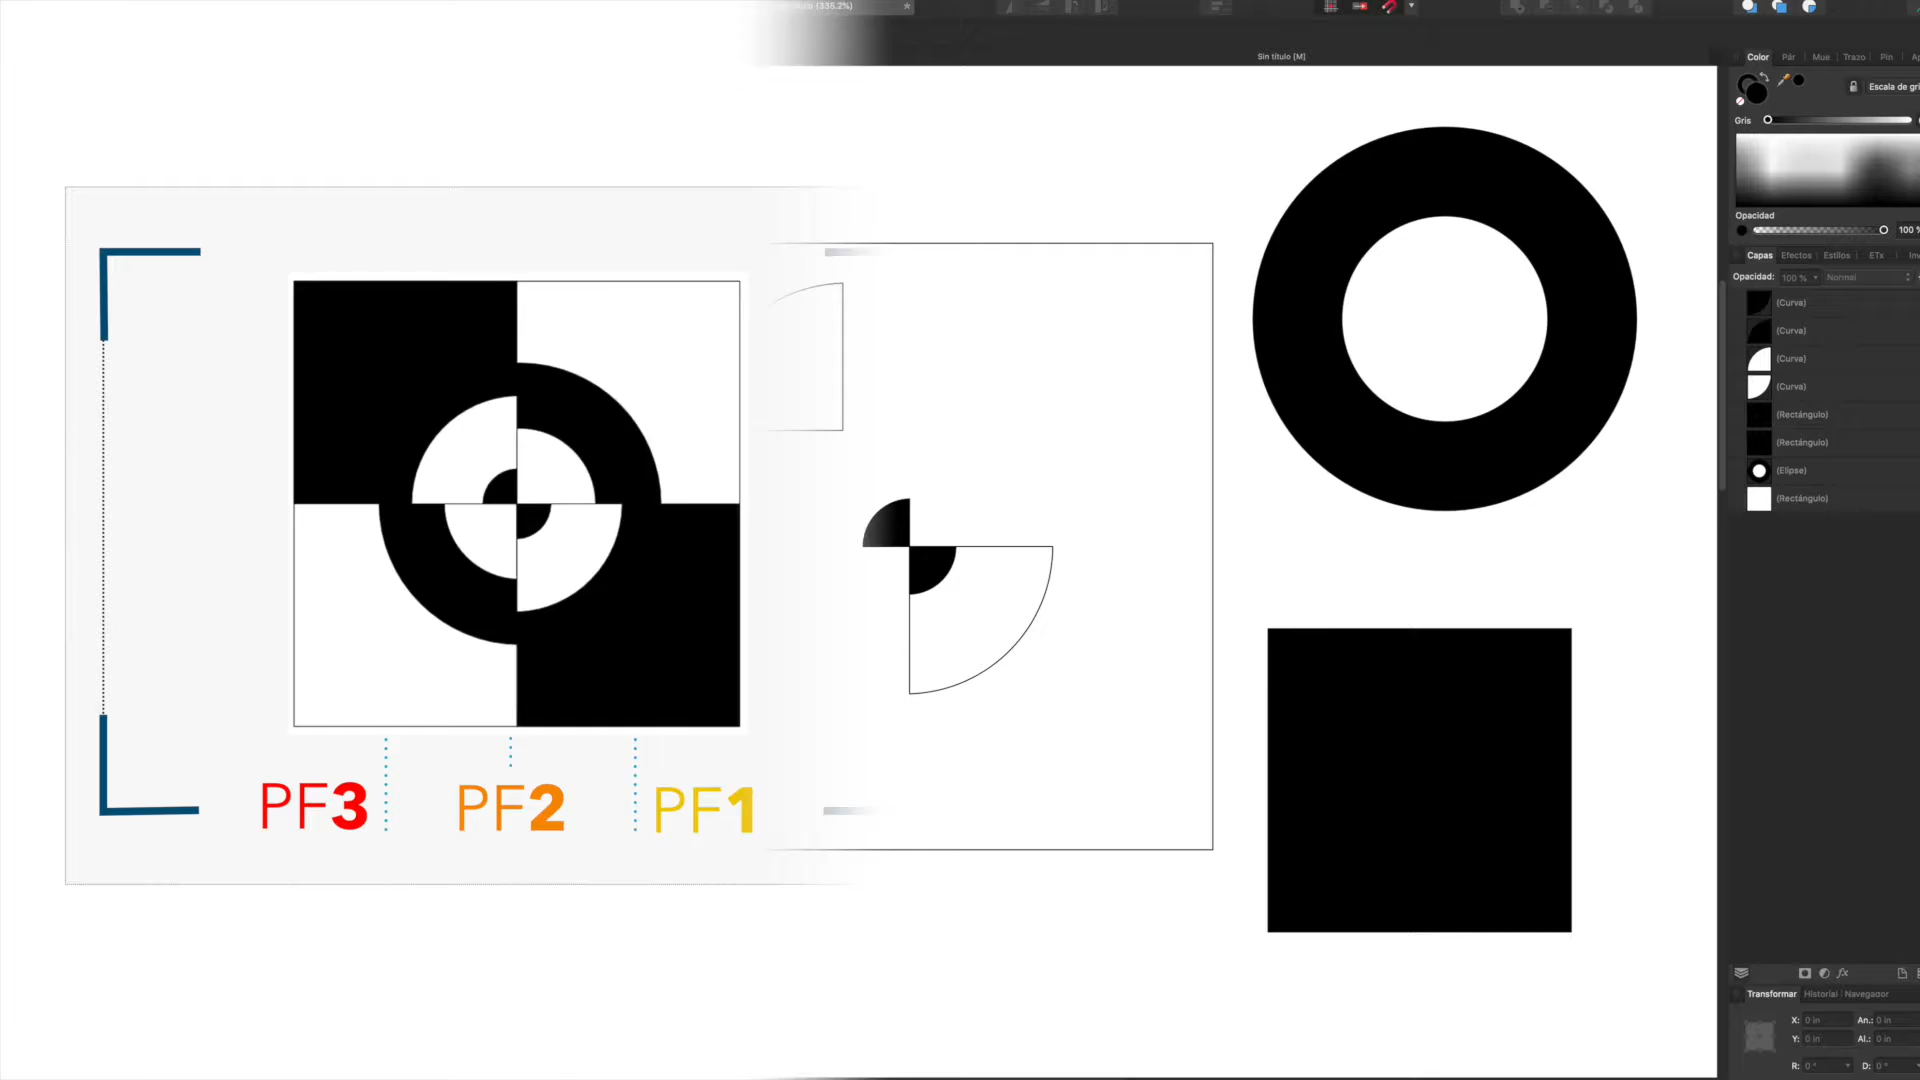 (335.2%)
Sin título [M]
Color Pár Mue Trazo Pin
Escala de gri
Gris
Opacidad
100 %
Capas Efectos Estilos ETx
Opacidad: 100 % Normal
(Curva)
(Curva)
(Curva)
(Curva)
(Rectángulo)
(Rectángulo)
(Elipse)
(Rectángulo)
PF3 PF2 PF1
Transformar Historial Navegador
X: 0 in An.: 0 in
Y: 0 in Al.: 0 in
R: 0 ° D: 0 °